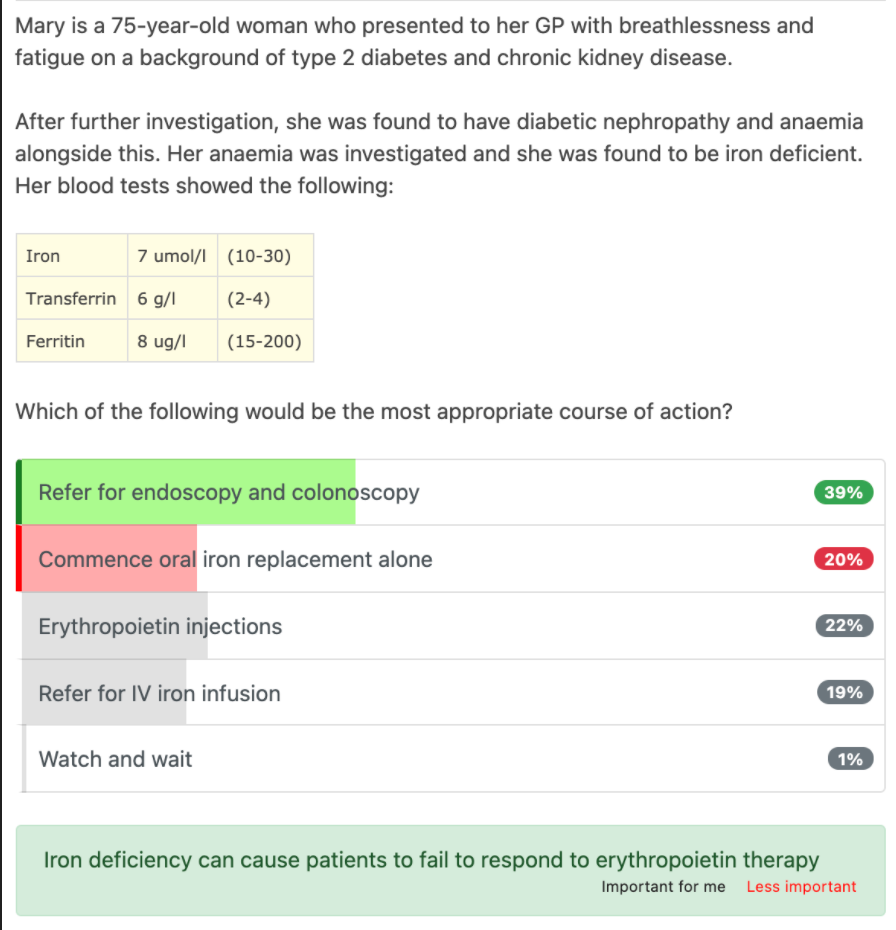 Mary is a 75-year-old woman who presented to her GP with breathlessness and
fatigue on a background of type 2 diabetes and chronic kidney disease.
After further investigation, she was found to have diabetic nephropathy and anaemia
alongside this. Her anaemia was investigated and she was found to be iron deficient.
Her blood tests showed the following:
Iron 7 umol/l (10-30)
Transferrin 6 g/l (2-4)
Ferritin 8 ug/l (15-200)
Which of the following would be the most appropriate course of action?
Refer for endoscopy and colonoscopy 39%
Commence oral iron replacement alone 20%
Erythropoietin injections 22%
Refer for IV iron infusion 19%
Watch and wait 1%
Iron deficiency can cause patients to fail to respond to erythropoietin therapy
Important for me Less important